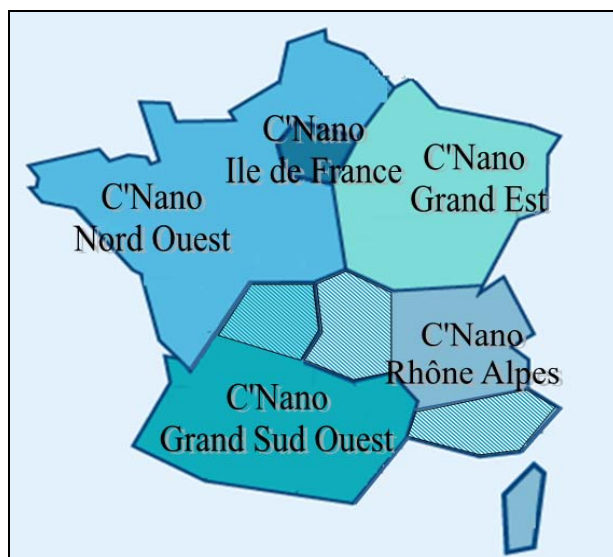 C'Nano
Ile de France
C'Nano
Grand Est
C'Nano
Nord Ouest
C'Nano
Rhône Alpes
C'Nano
Grand Sud Ouest